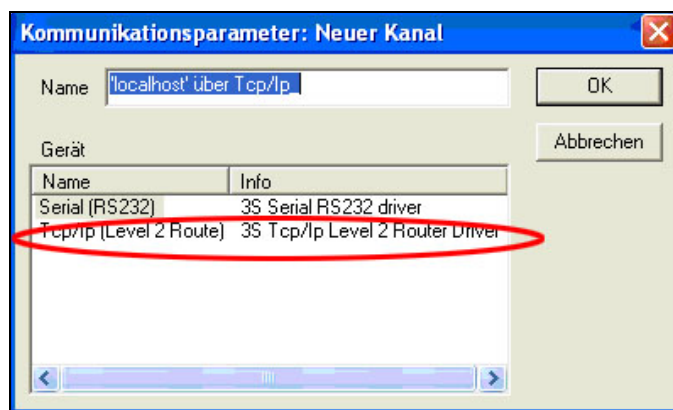 Kommunikationsparameter: Neuer Kanal
Name 'localhost' über Tcp/Ip_
OK
Abbrechen
Gerät
Name Info
Serial (RS232) 3S Serial RS232 driver
Tcp/Ip (Level 2 Route) 3S Tcp/Ip Level 2 Router Driver